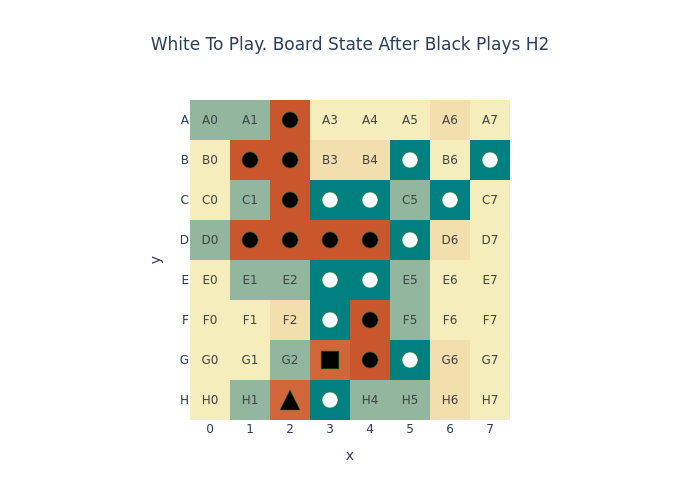 White To Play. Board State After Black Plays H2
A A0 A1 A3 A4 A5 A6 A7
B B0 B3 B4 B6
C C0 C1 C5 C7
D D0 D6 D7
E E0 E1 E2 E5 E6 E7
F F0 F1 F2 F5 F6 F7
G G0 G1 G2 G6 G7
H H0 H1 H4 H5 H6 H7
0 1 2 3 4 5 6 7
x
y